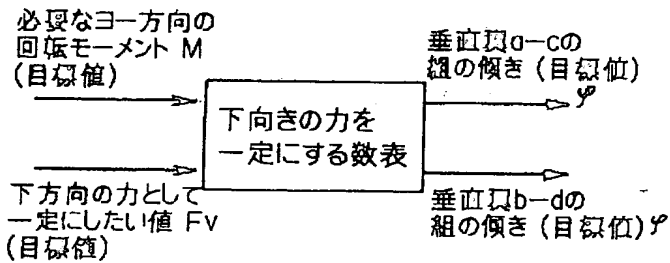 必要なヨー方向の
回転モーメント M
(目標値)
下方向の力として
一定にしたい値 Fv
(目標値)
下向きの力を
一定にする数表
垂直翼a-cの
組の傾き (目標値)
φ
垂直翼b-dの
組の傾き (目標値) φ